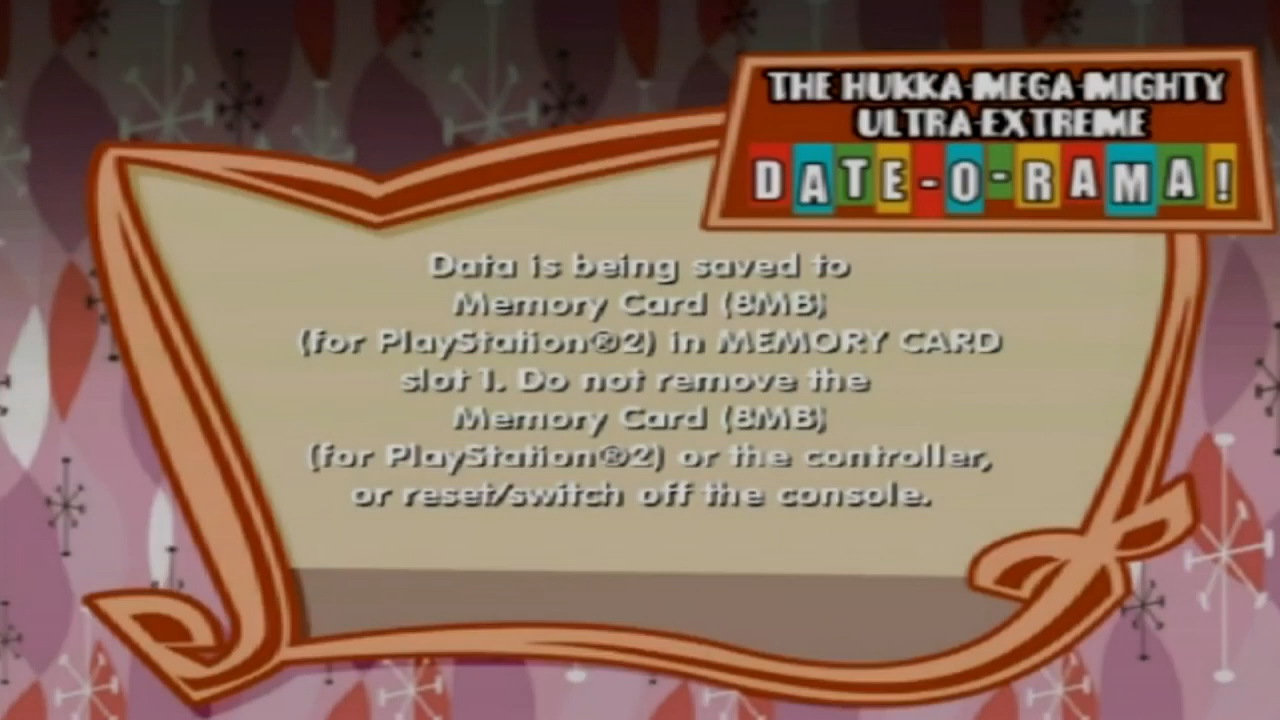 THE HUKKA-MEGA-MIGHTY
ULTRA-EXTREME
DATE-O-RAMA!
Data is being saved to
Memory Card (8MB)
(for PlayStation®2) in MEMORY CARD
slot 1. Do not remove the
Memory Card (8MB)
(for PlayStation®2) or the controller,
or reset/switch off the console.